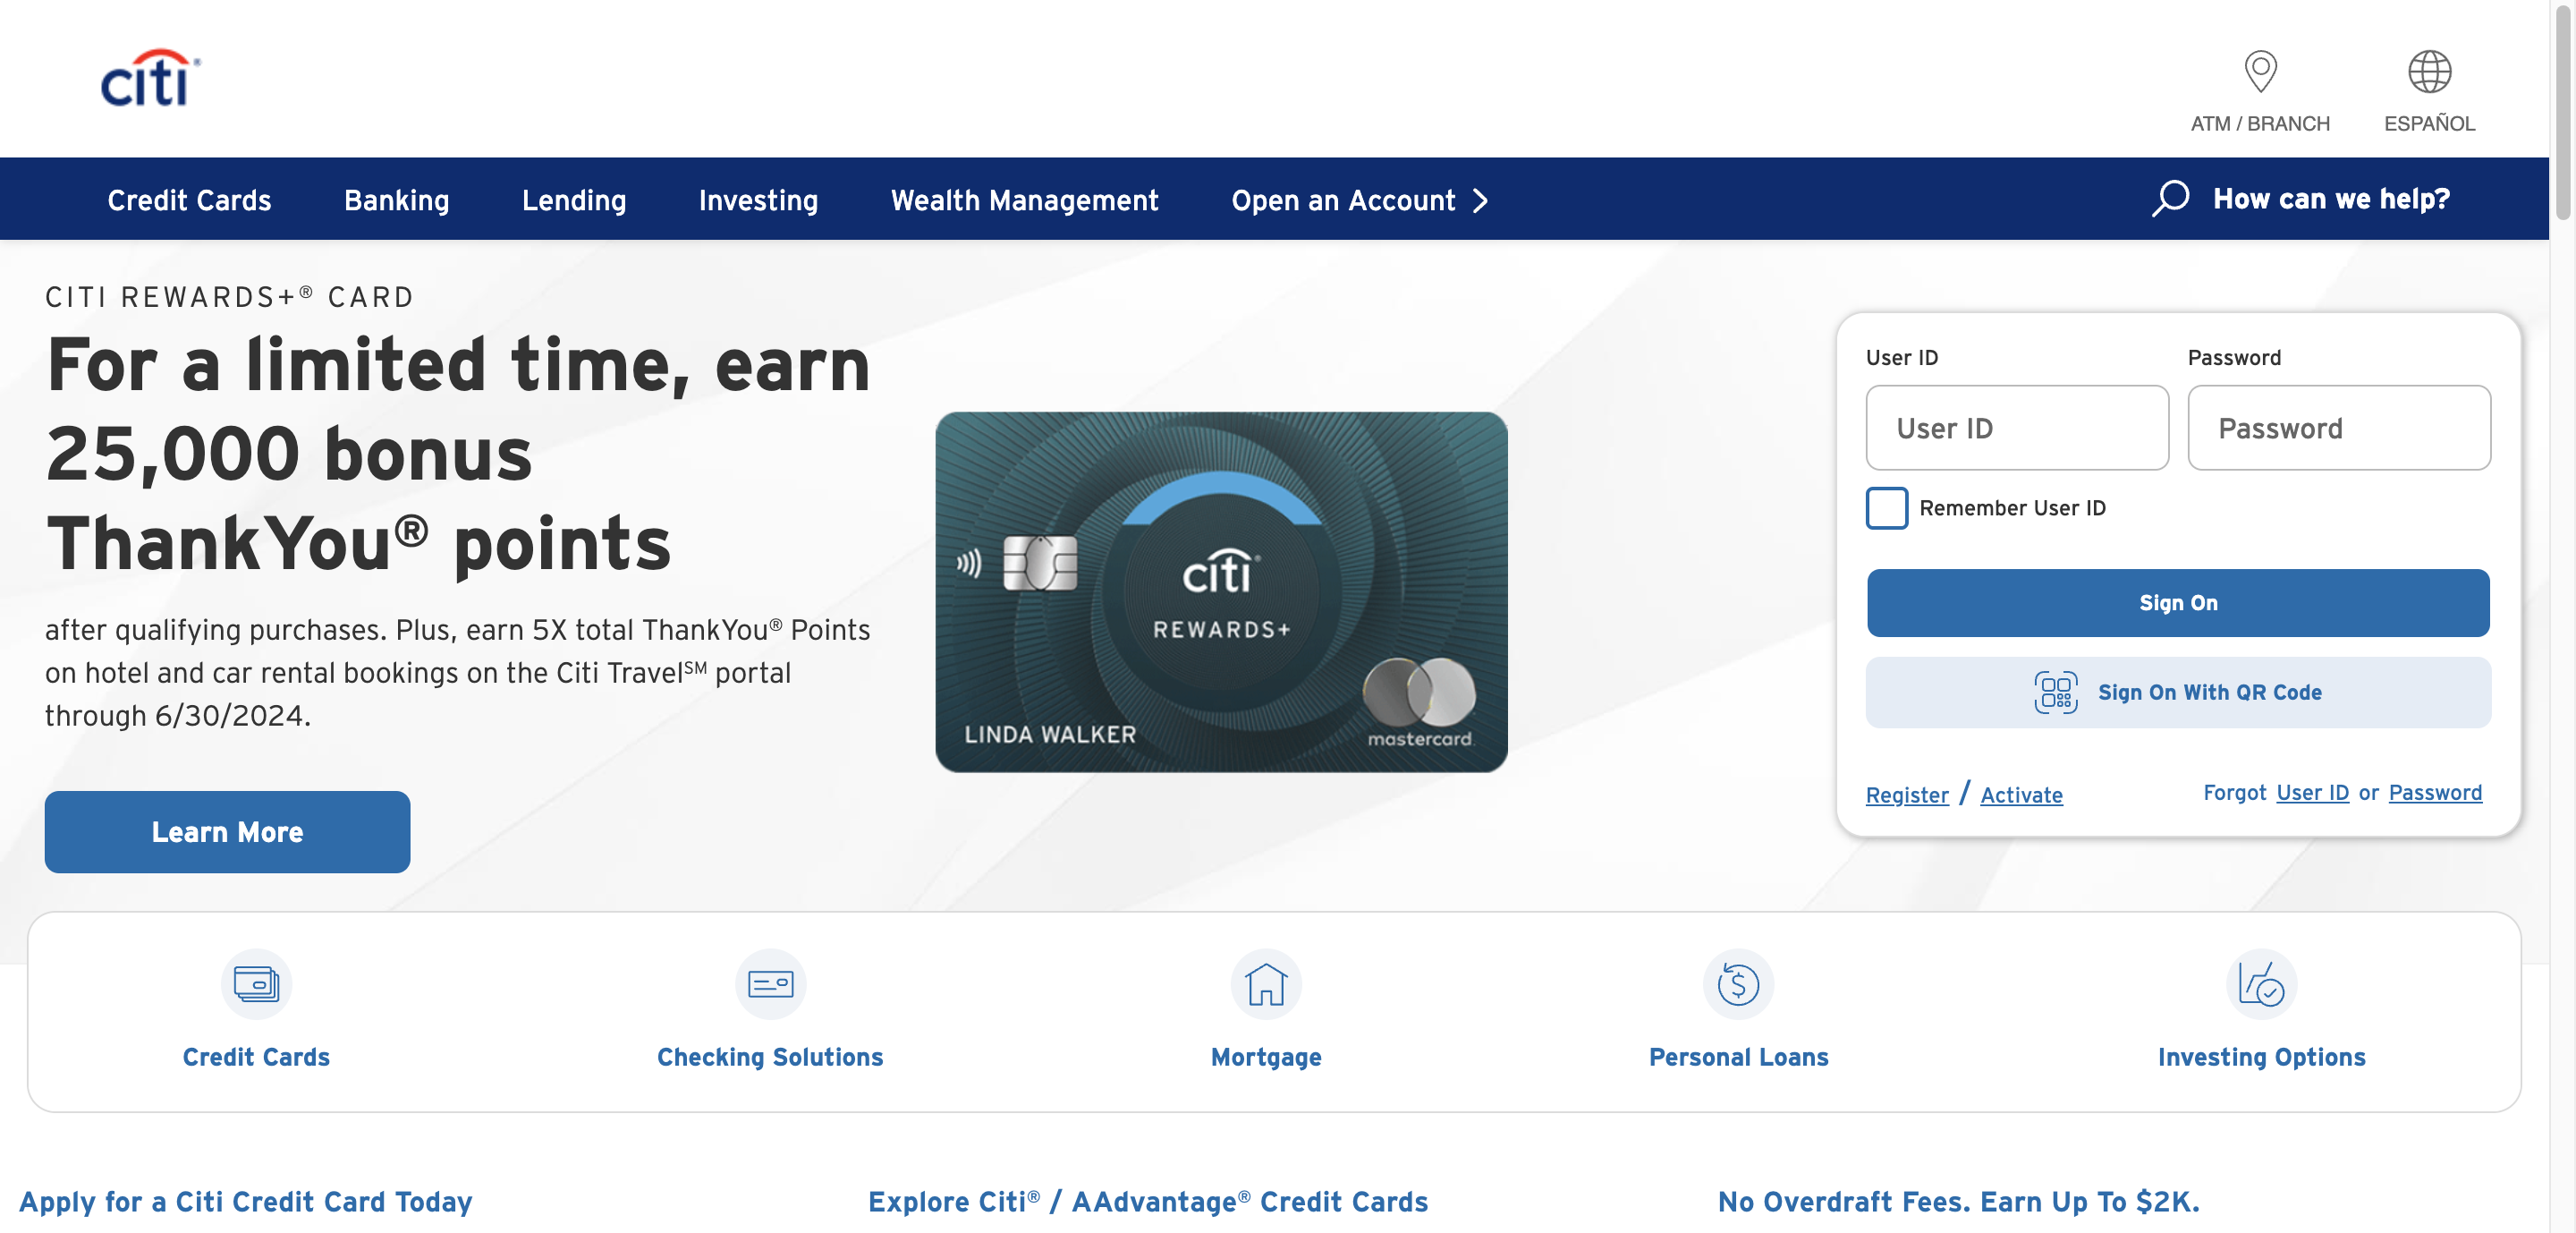 citi®
ATM / BRANCH
ESPAÑOL
Credit Cards
Banking
Lending
Investing
Wealth Management
Open an Account
How can we help?
CITI REWARDS+® CARD
For a limited time, earn
25,000 bonus
ThankYou® points
after qualifying purchases. Plus, earn 5X total ThankYou® Points
on hotel and car rental bookings on the Citi Travel℠ portal
through 6/30/2024.
Learn More
citi®
REWARDS+
LINDA WALKER
mastercard.
User ID
Password
User ID
Password
Remember User ID
Sign On
Sign On With QR Code
Register / Activate
Forgot User ID or Password
Credit Cards
Checking Solutions
Mortgage
Personal Loans
Investing Options
Apply for a Citi Credit Card Today
Explore Citi® / AAdvantage® Credit Cards
No Overdraft Fees. Earn Up To $2K.